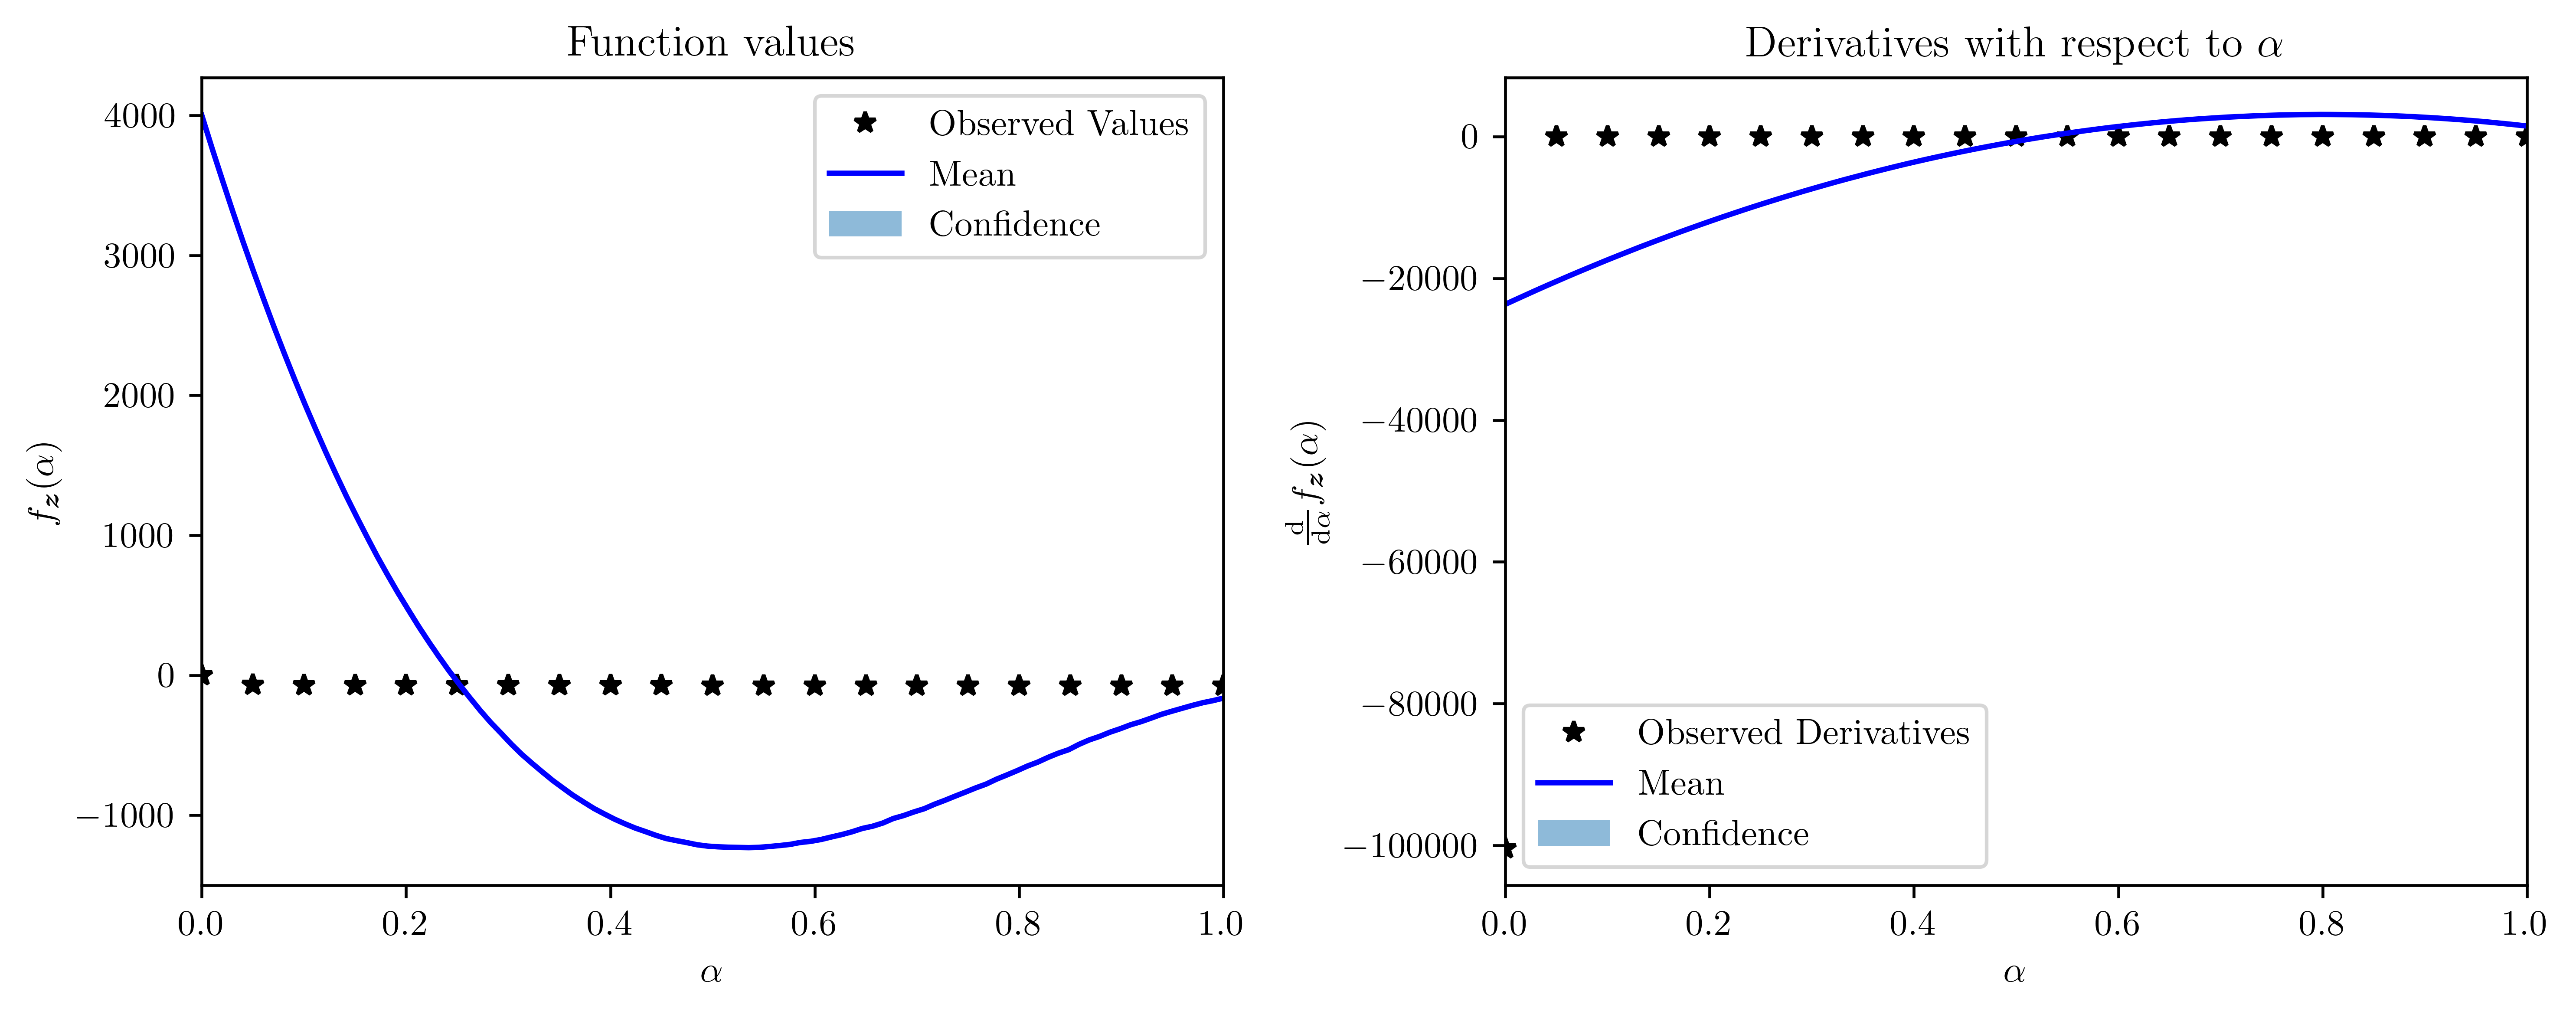 Function values
4000
3000
2000
1000
0
−1000
0.0 0.2 0.4 0.6 0.8 1.0
α
f_z(α)
Observed Values
Mean
Confidence
Derivatives with respect to α
0
−20000
−40000
−60000
−80000
−100000
0.0 0.2 0.4 0.6 0.8 1.0
α
d/dα f_z(α)
Observed Derivatives
Mean
Confidence